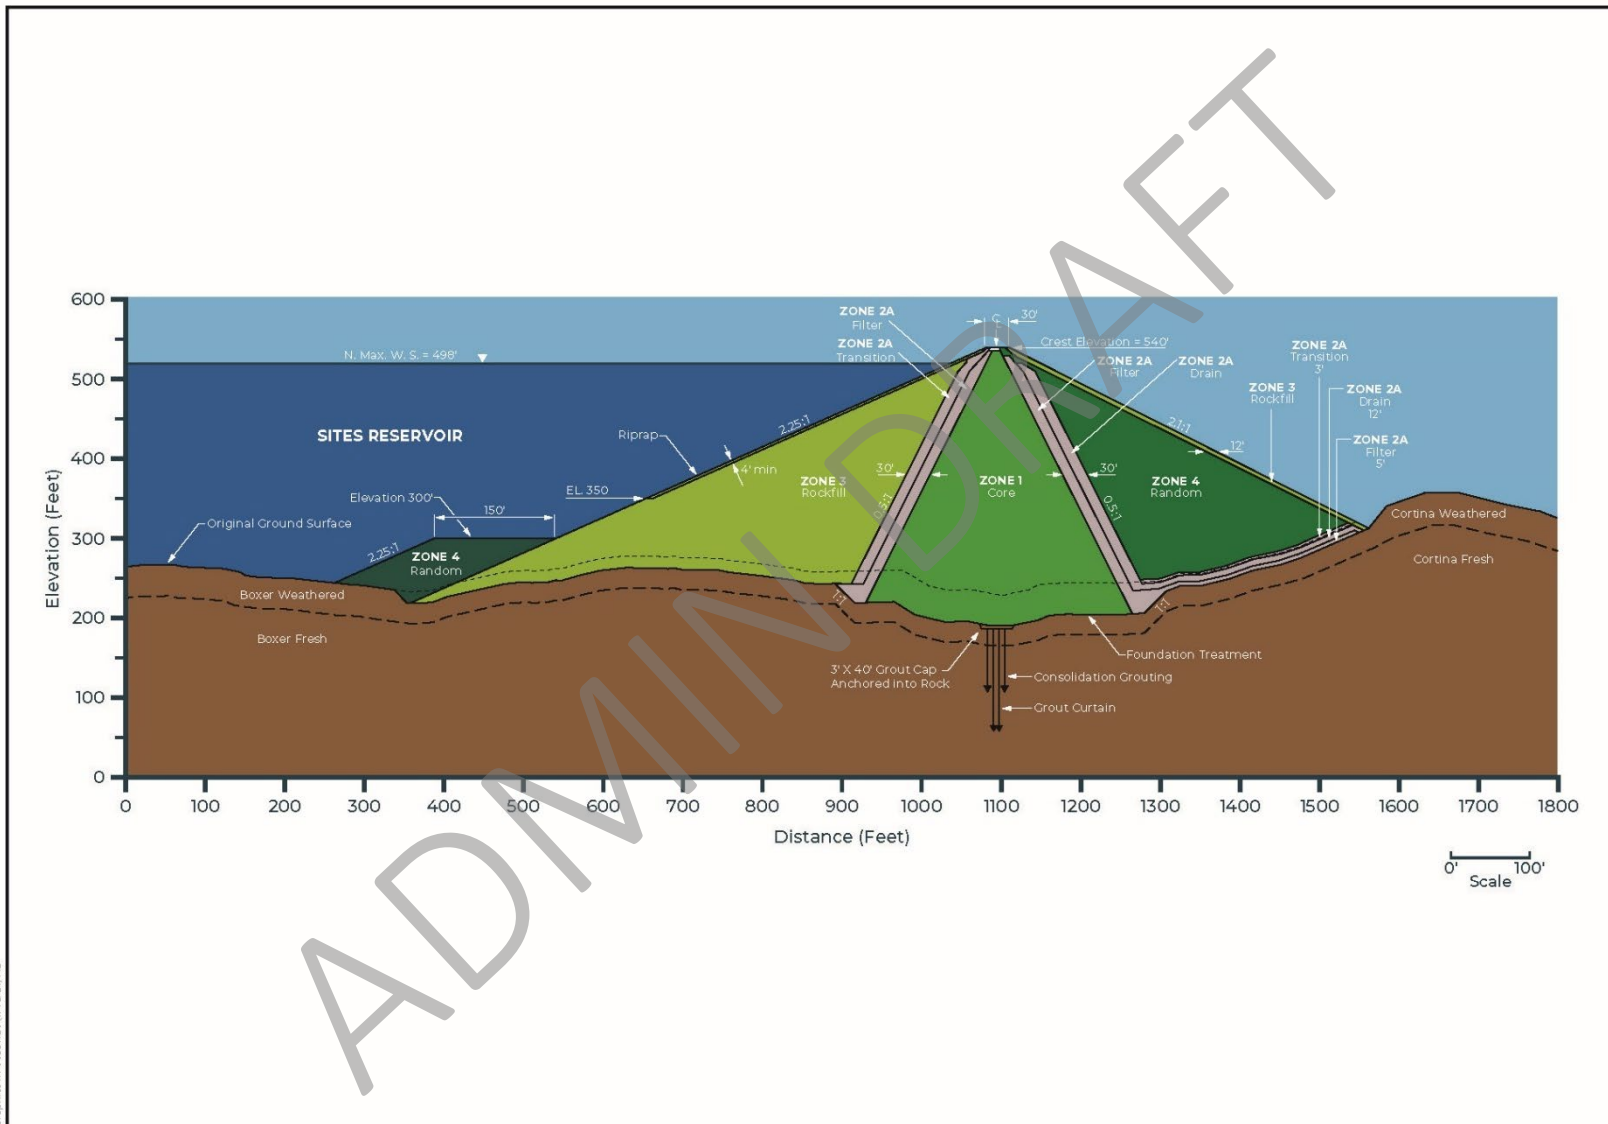 ADMIN DRAFT
Elevation (Feet)
600
500
400
300
200
100
0
N. Max. W. S. = 498'
SITES RESERVOIR
Riprap
2.25:1
4' min
EL.350
Elevation 300'
150'
Original Ground Surface
2.25:1
ZONE 4
Random
Boxer Weathered
Boxer Fresh
ZONE 2A
Filter
ZONE 2A
Transition
30'
Crest Elevation = 540'
ZONE 2A
Filter
ZONE 2A
Drain
ZONE 2A
Transition
3'
ZONE 3
Rockfill
ZONE 2A
Drain
12'
ZONE 2A
Filter
5'
2.1:1
12'
ZONE 3
Rockfill
30'
0.5:1
ZONE 1
Core
30'
0.5:1
ZONE 4
Random
Cortina Weathered
Cortina Fresh
1:1
1:1
3' X 40' Grout Cap
Anchored into Rock
Foundation Treatment
Consolidation Grouting
Grout Curtain
0 100 200 300 400 500 600 700 800 900 1000 1100 1200 1300 1400 1500 1600 1700 1800
Distance (Feet)
0' 100'
Scale